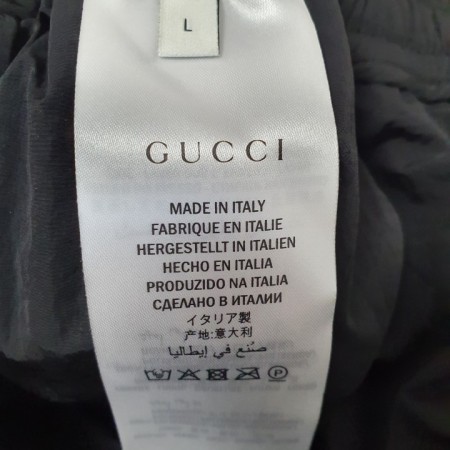 L
GUCCI
MADE IN ITALY
FABRIQUE EN ITALIE
HERGESTELLT IN ITALIEN
HECHO EN ITALIA
PRODUZIDO NA ITALIA
СДЕЛАНО В ИТАЛИИ
イタリア製
产地:意大利
صُنع في إيطاليا